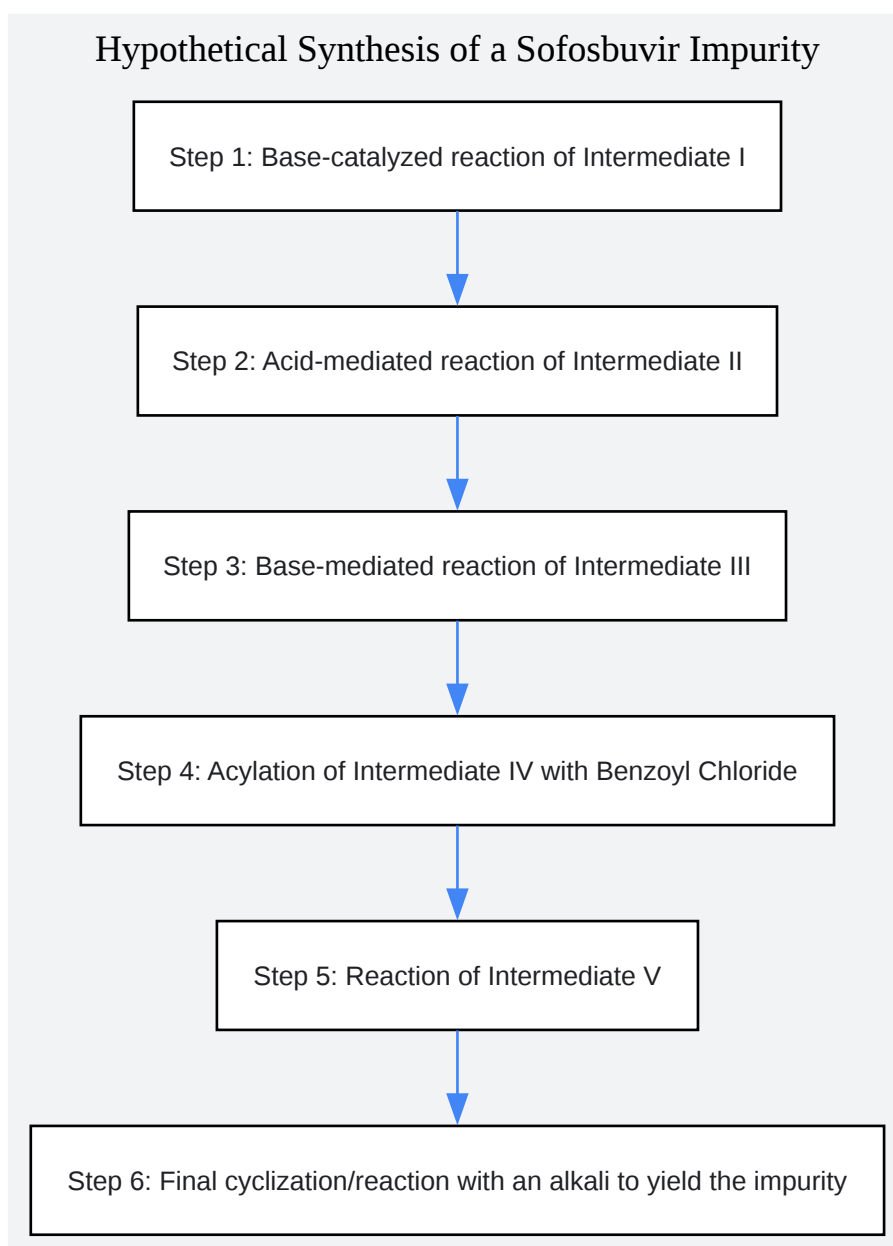 Hypothetical Synthesis of a Sofosbuvir Impurity
Step 1: Base-catalyzed reaction of Intermediate I
Step 2: Acid-mediated reaction of Intermediate II
Step 3: Base-mediated reaction of Intermediate III
Step 4: Acylation of Intermediate IV with Benzoyl Chloride
Step 5: Reaction of Intermediate V
Step 6: Final cyclization/reaction with an alkali to yield the impurity